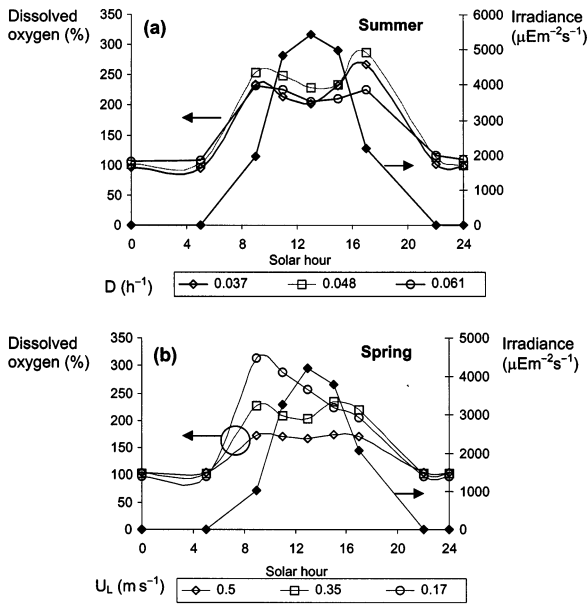 Dissolved oxygen (%)
(a)
Summer
Irradiance (μEm⁻²s⁻¹)
350
300
250
200
150
100
50
0
6000
5000
4000
3000
2000
1000
0
0 4 8 12 16 20 24
Solar hour
D (h⁻¹)
0.037 0.048 0.061
Dissolved oxygen (%)
(b)
Spring
Irradiance (μEm⁻²s⁻¹)
350
300
250
200
150
100
50
0
5000
4000
3000
2000
1000
0
0 4 8 12 16 20 24
Solar hour
U_L (m s⁻¹)
0.5 0.35 0.17